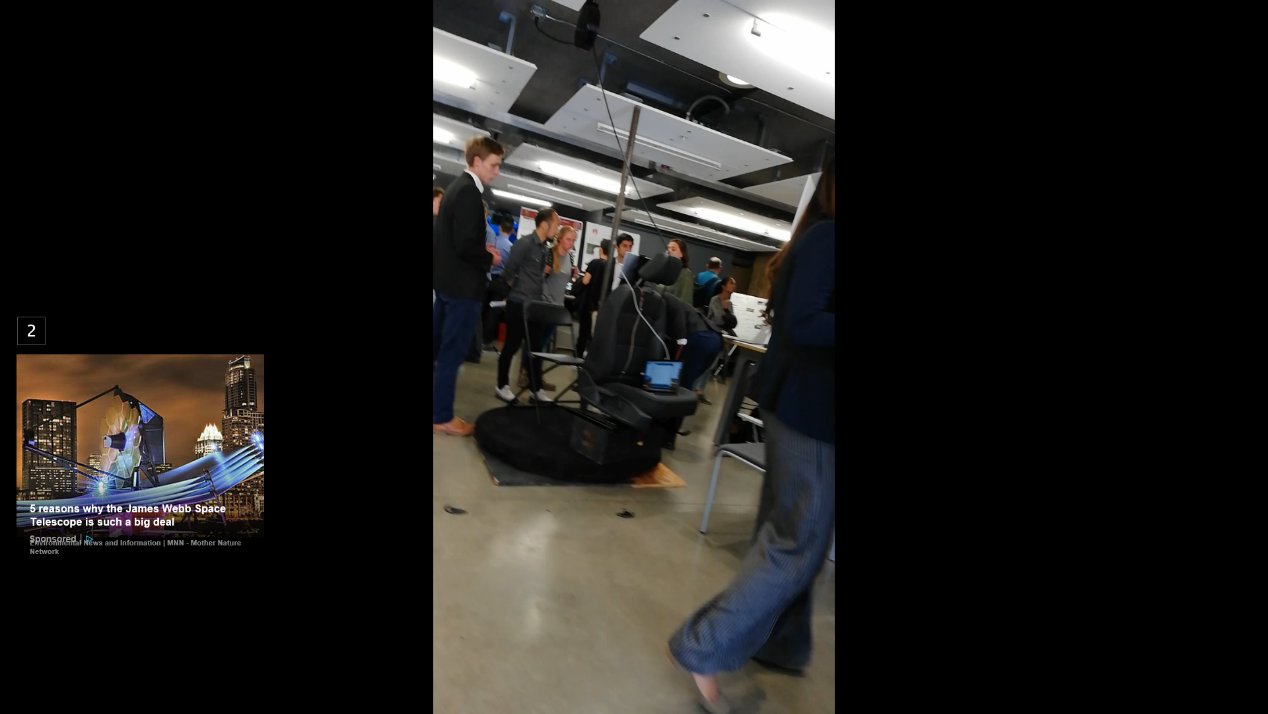 2
5 reasons why the James Webb Space
Telescope is such a big deal
Sponsored |
Environmental News and Information | MNN - Mother Nature
Network